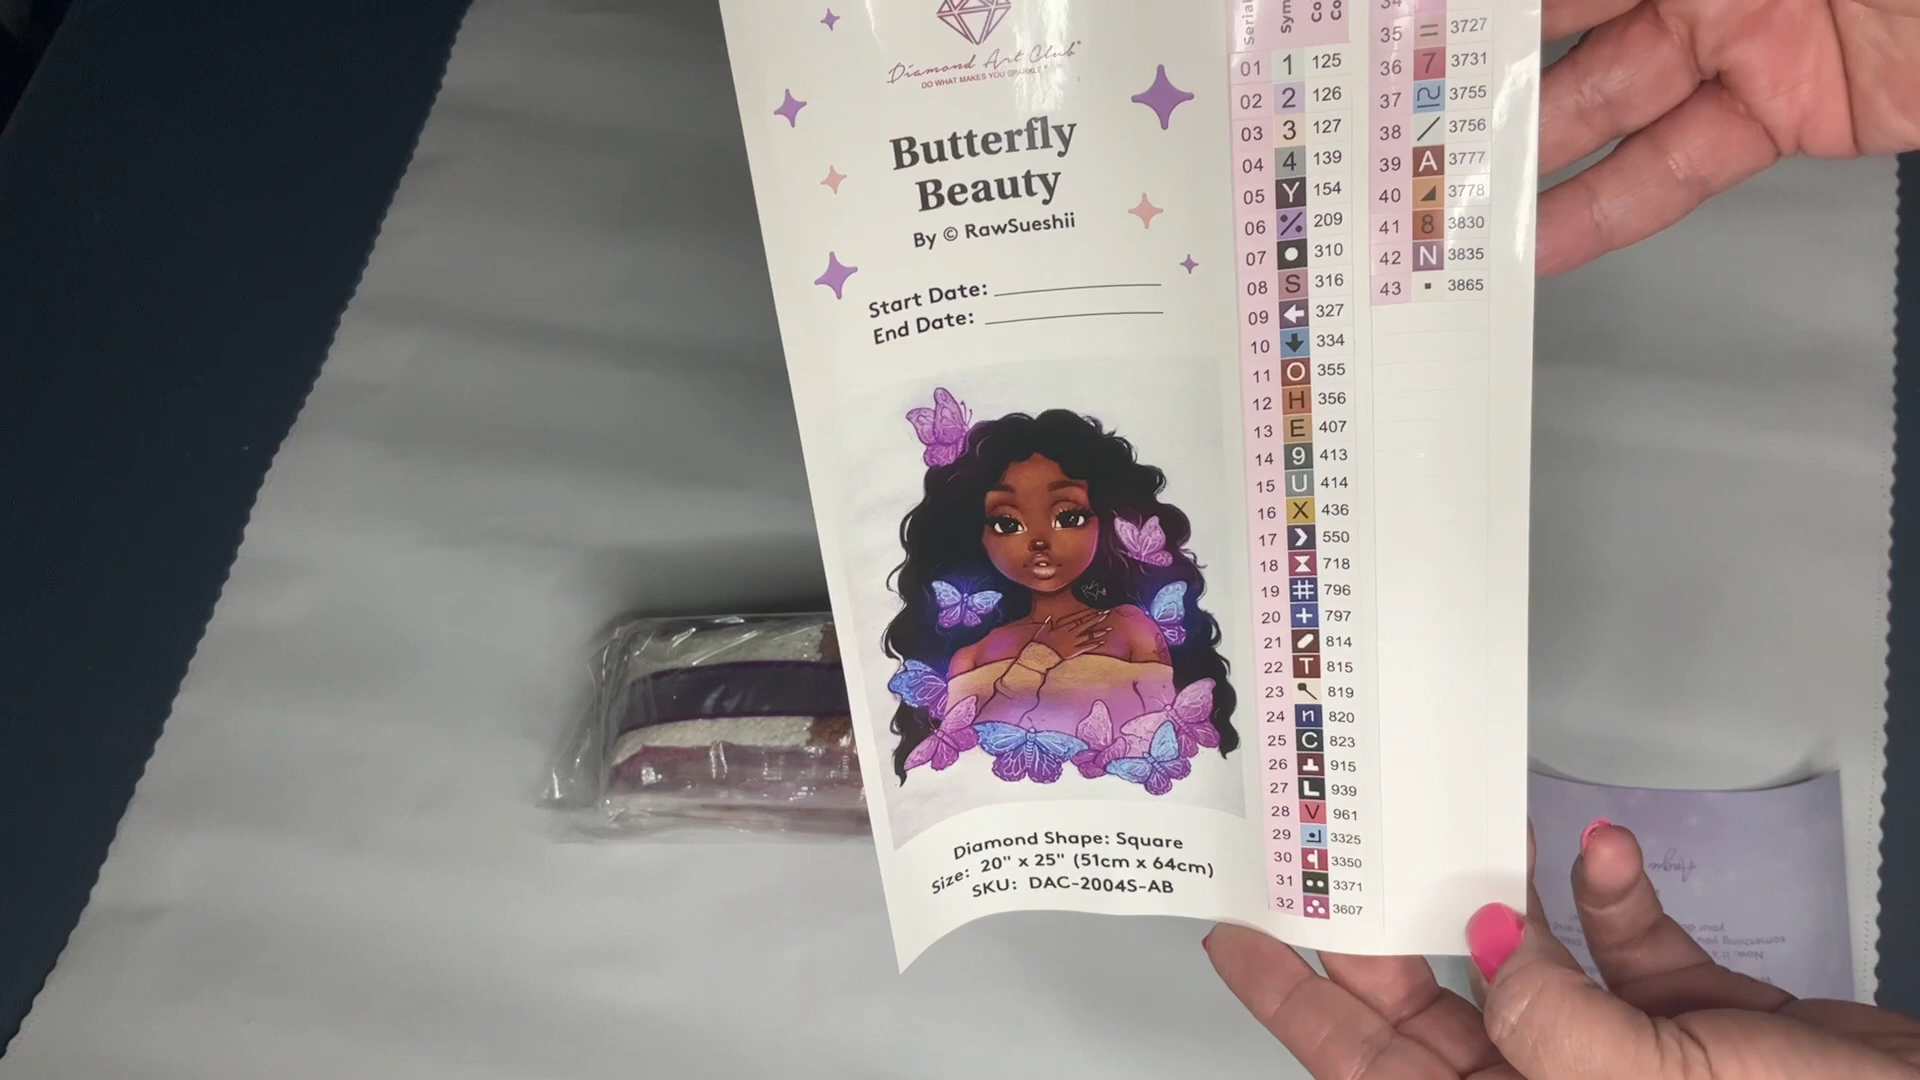 Diamond Art Club®
DO WHAT MAKES YOU SPARKLE
Butterfly
Beauty
By © RawSueshii
Start Date:
End Date:
Diamond Shape: Square
Size: 20" x 25" (51cm x 64cm)
SKU: DAC-2004S-AB
Serial Sym Co Co
01 1 125
02 2 126
03 3 127
04 4 139
05 Y 154
06 209
07 310
08 S 316
09 327
10 334
11 O 355
12 H 356
13 E 407
14 9 413
15 U 414
16 X 436
17 550
18 718
19 # 796
20 + 797
21 814
22 T 815
23 819
24 n 820
25 C 823
26 915
27 L 939
28 V 961
29 3325
30 3350
31 3371
32 3607
34
35 = 3727
36 7 3731
37 3755
38 / 3756
39 A 3777
40 3778
41 8 3830
42 N 3835
43 3865